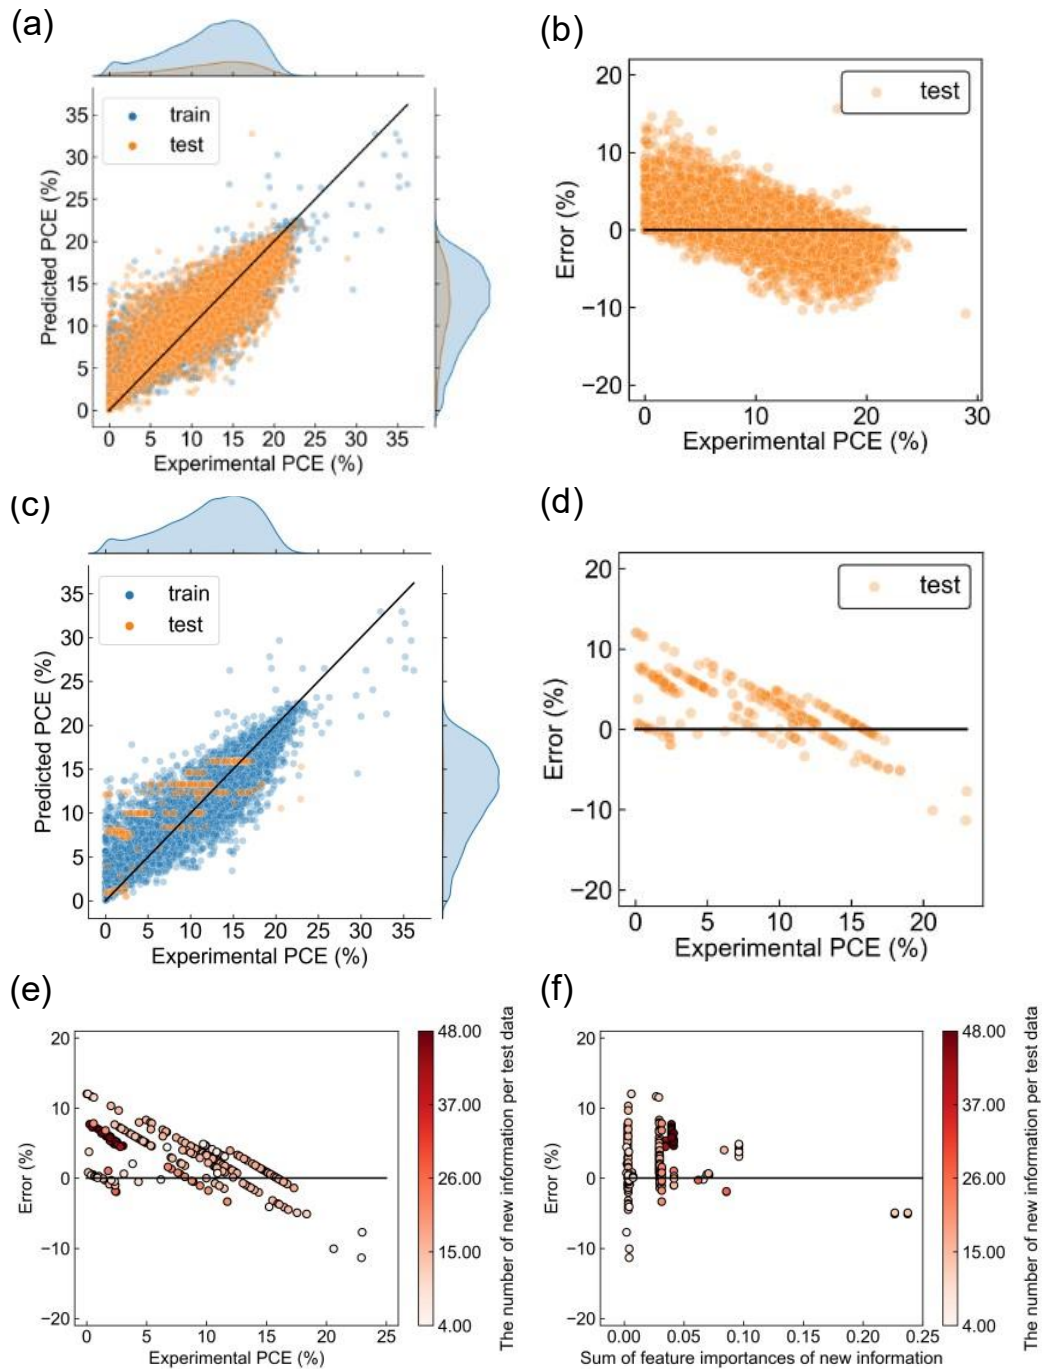 (a)
train
test
35
30
25
20
15
10
5
0
Predicted PCE (%)
0 5 10 15 20 25 30 35
Experimental PCE (%)
(b)
test
20
10
0
−10
−20
Error (%)
0 10 20 30
Experimental PCE (%)
(c)
train
test
35
30
25
20
15
10
5
0
Predicted PCE (%)
0 5 10 15 20 25 30 35
Experimental PCE (%)
(d)
test
20
10
0
−10
−20
Error (%)
0 5 10 15 20
Experimental PCE (%)
(e)
20
10
0
−10
−20
Error (%)
0 5 10 15 20 25
Experimental PCE (%)
48.00
37.00
26.00
15.00
4.00
The number of new information per test data
(f)
20
10
0
−10
−20
Error (%)
0.00 0.05 0.10 0.15 0.20 0.25
Sum of feature importances of new information
48.00
37.00
26.00
15.00
4.00
The number of new information per test data